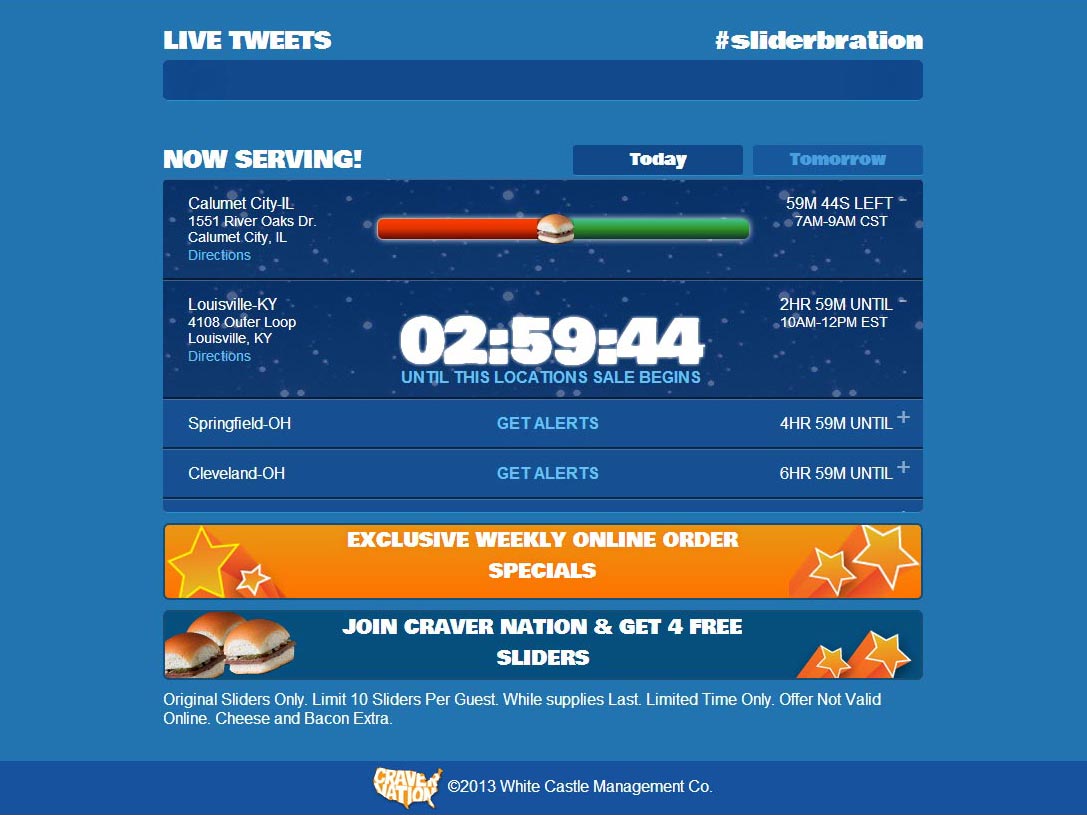 LIVE TWEETS
#sliderbration
NOW SERVING!
Today
Tomorrow
Calumet City-IL
1551 River Oaks Dr.
Calumet City, IL
Directions
59M 44S LEFT −
7AM-9AM CST
Louisville-KY
4108 Outer Loop
Louisville, KY
Directions
02:59:44
UNTIL THIS LOCATIONS SALE BEGINS
2HR 59M UNTIL −
10AM-12PM EST
Springfield-OH
GET ALERTS
4HR 59M UNTIL +
Cleveland-OH
GET ALERTS
6HR 59M UNTIL +
EXCLUSIVE WEEKLY ONLINE ORDER
SPECIALS
JOIN CRAVER NATION & GET 4 FREE
SLIDERS
Original Sliders Only. Limit 10 Sliders Per Guest. While supplies Last. Limited Time Only. Offer Not Valid
Online. Cheese and Bacon Extra.
CRAVER
NATION
©2013 White Castle Management Co.